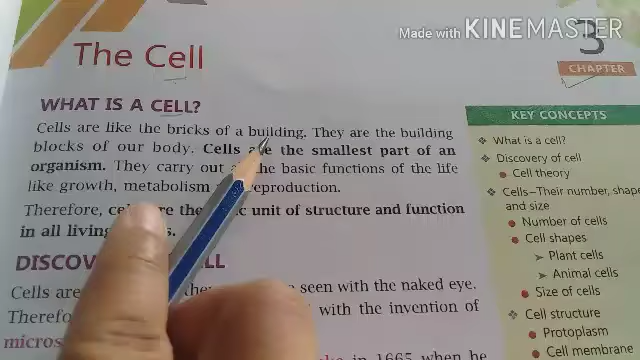 Made with KINEMASTER
3
CHAPTER
The Cell
WHAT IS A CELL?
Cells are like the bricks of a building. They are the building
blocks of our body. Cells are the smallest part of an
organism. They carry out the basic functions of the life
like growth, metabolism reproduction.
Therefore, unit of structure and function
in all living
DISCOV
Cells are seen with the naked eye.
with the invention of
in 1665 when he
KEY CONCEPTS
What is a cell?
Discovery of cell
Cell theory
Cells–Their number, shape
and size
Number of cells
Cell shapes
Plant cells
Animal cells
Size of cells
Cell structure
Protoplasm
Cell membrane